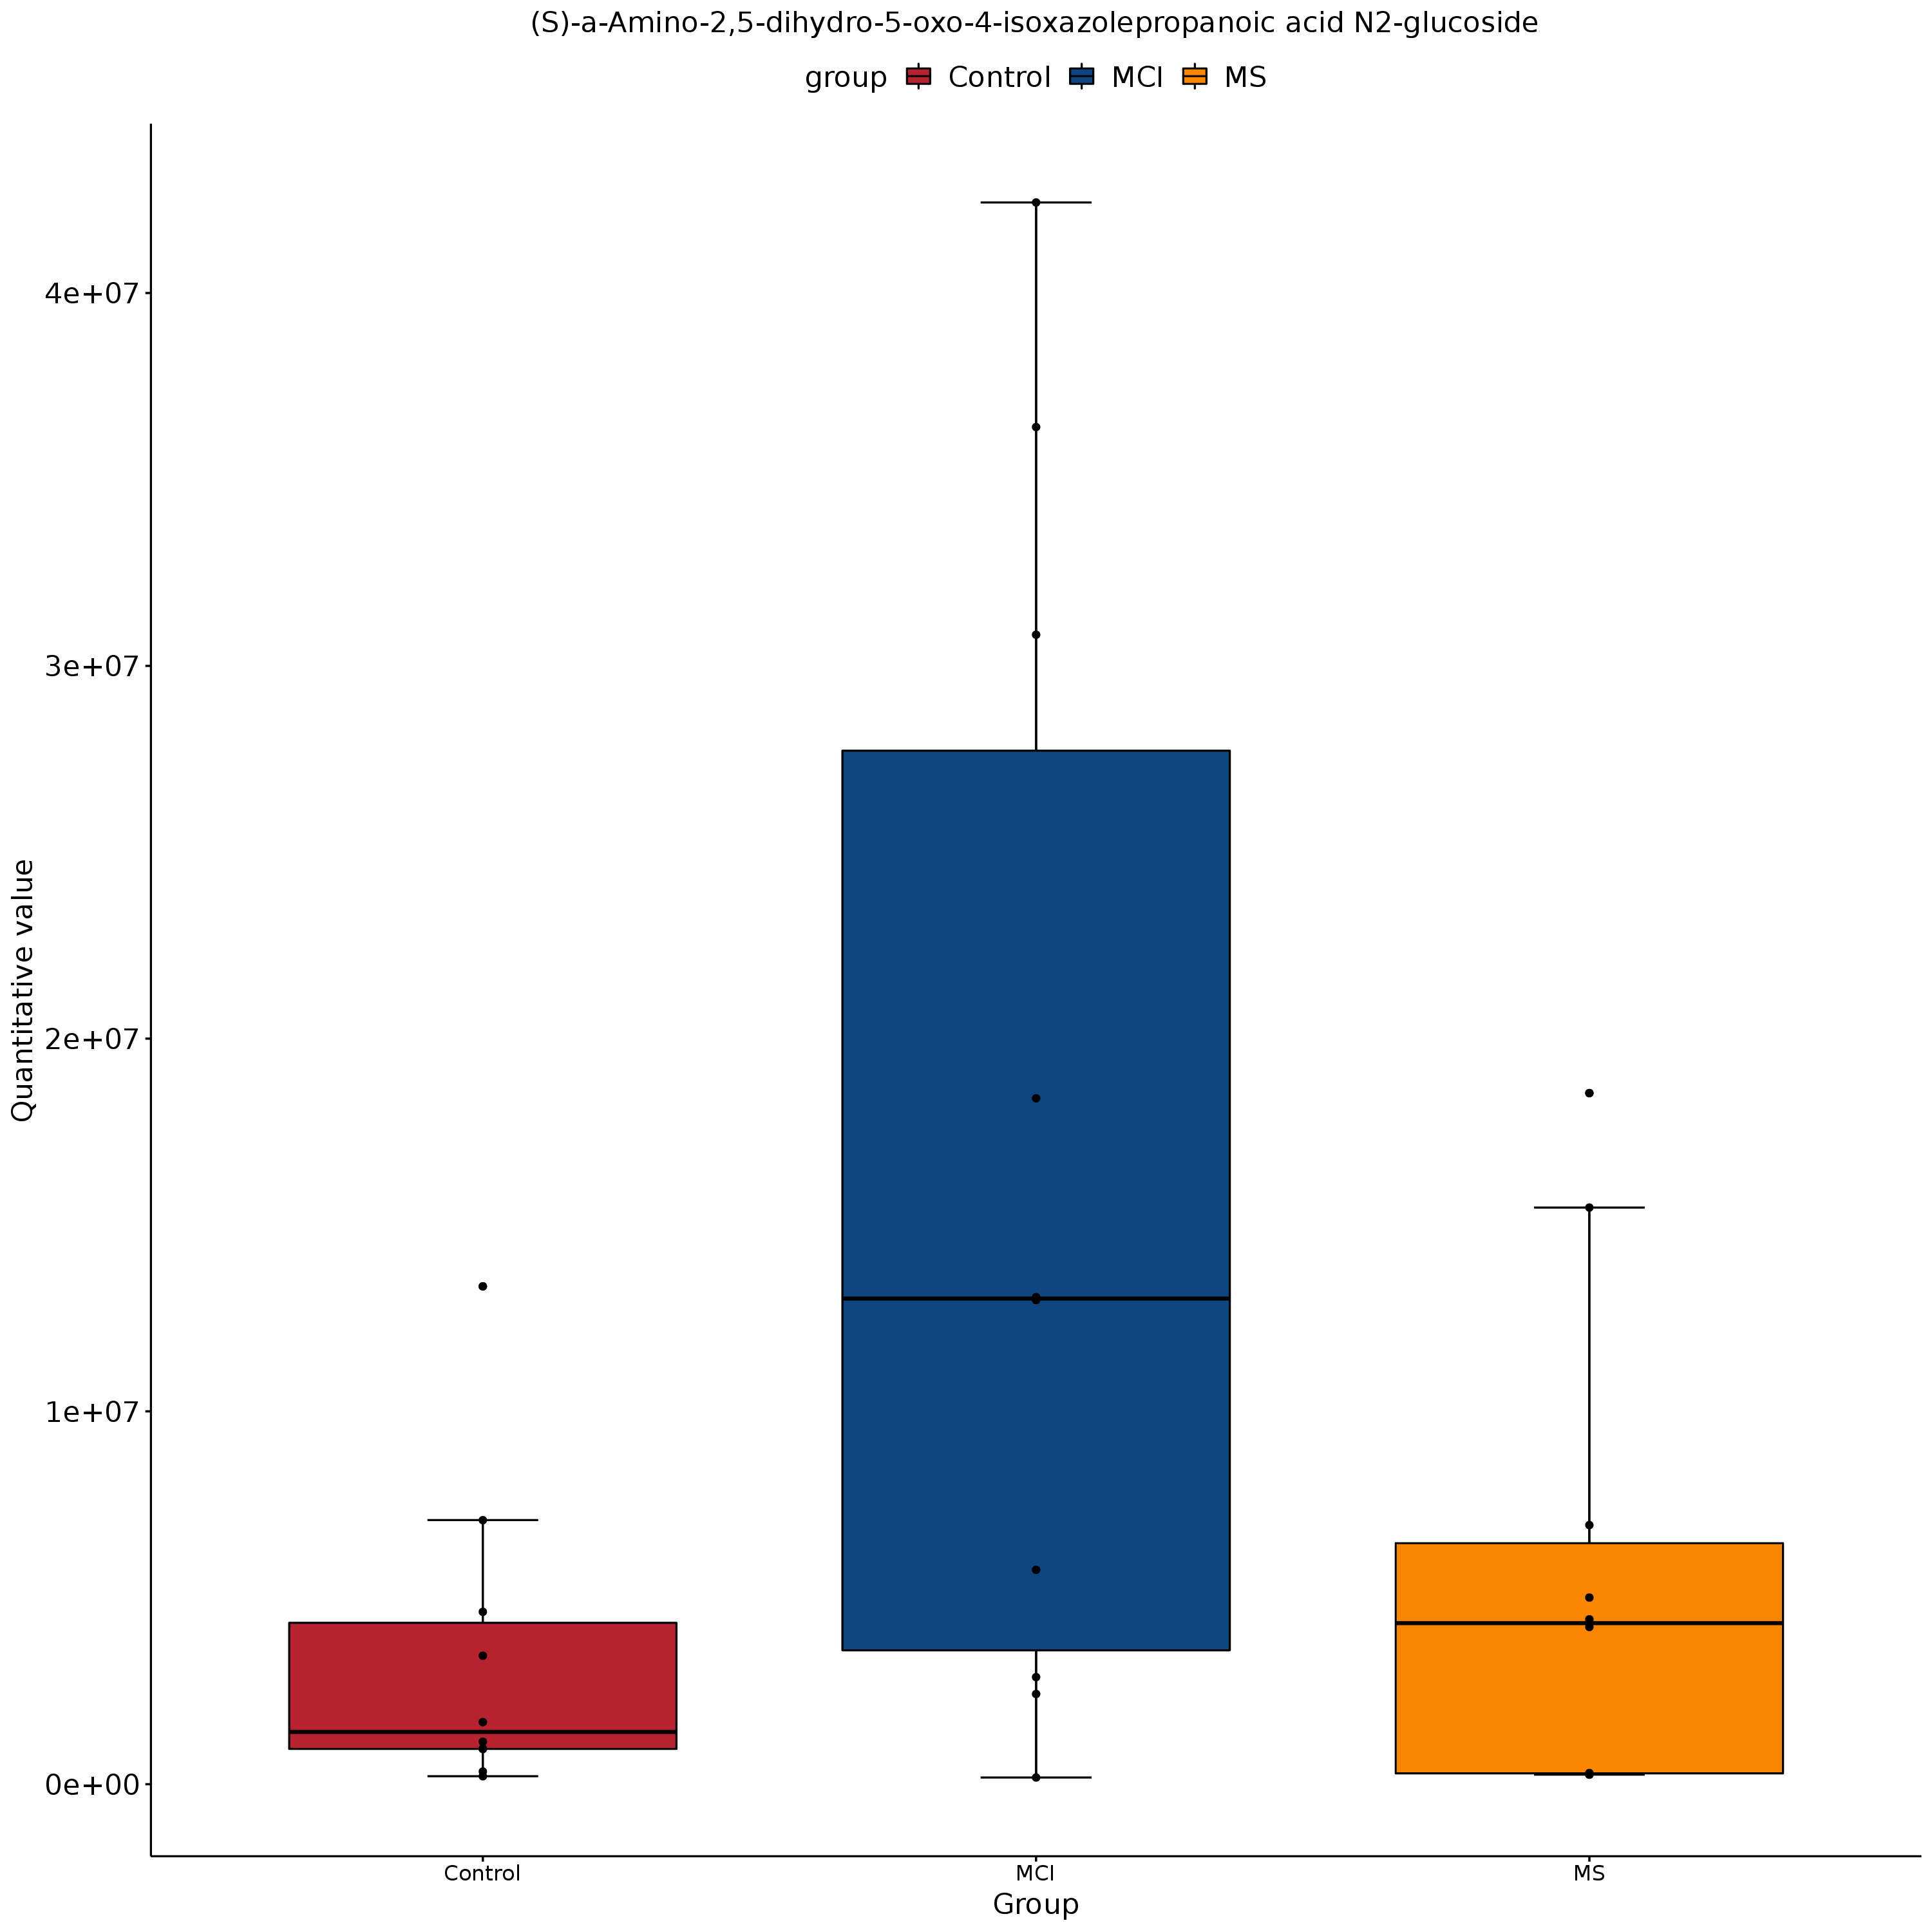 (S)-a-Amino-2,5-dihydro-5-oxo-4-isoxazolepropanoic acid N2-glucoside
group Control MCI MS
4e+07
3e+07
2e+07
1e+07
0e+00
Quantitative value
Control MCI MS
Group